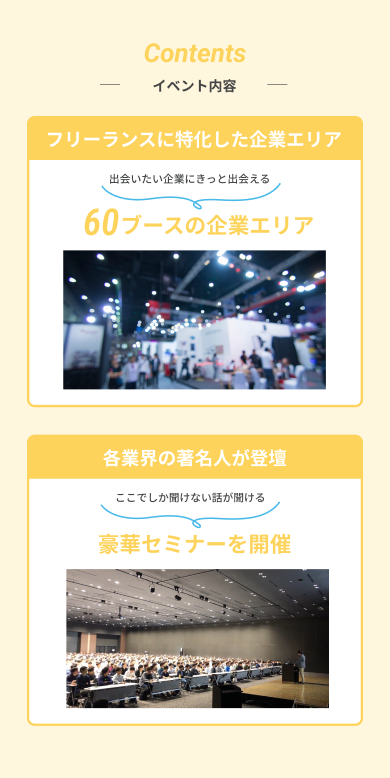 Contents
イベント内容
フリーランスに特化した企業エリア
出会いたい企業にきっと出会える
60ブースの企業エリア
各業界の著名人が登壇
ここでしか聞けない話が聞ける
豪華セミナーを開催